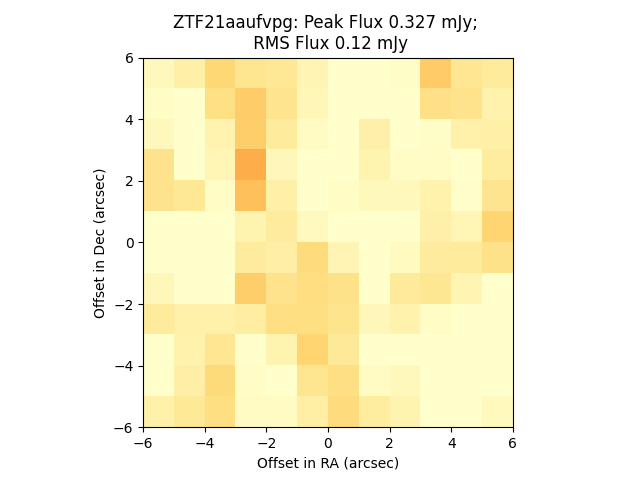 ZTF21aaufvpg: Peak Flux 0.327 mJy;
RMS Flux 0.12 mJy
6
4
2
0
−2
−4
−6
Offset in Dec (arcsec)
−6 −4 −2 0 2 4 6
Offset in RA (arcsec)